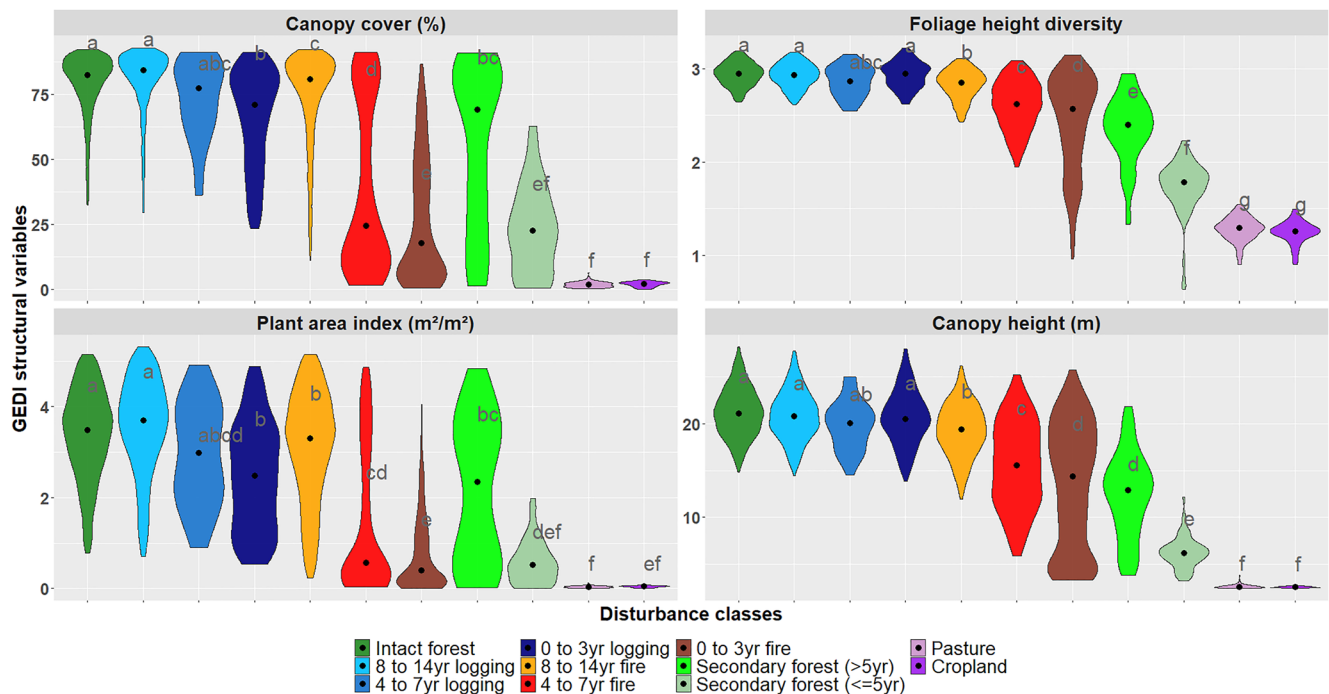 Canopy cover (%)
Foliage height diversity
a a abc b c d e bc ef f f
a a abc a b c d e f g g
75
50
25
0
3
2
1
Plant area index (m²/m²)
Canopy height (m)
a a abcd b b cd e bc def f ef
a a ab a b c d d e f f
4
2
0
20
10
GEDI structural variables
Disturbance classes
Intact forest
8 to 14yr logging
4 to 7yr logging
0 to 3yr logging
8 to 14yr fire
4 to 7yr fire
0 to 3yr fire
Secondary forest (>5yr)
Secondary forest (<=5yr)
Pasture
Cropland